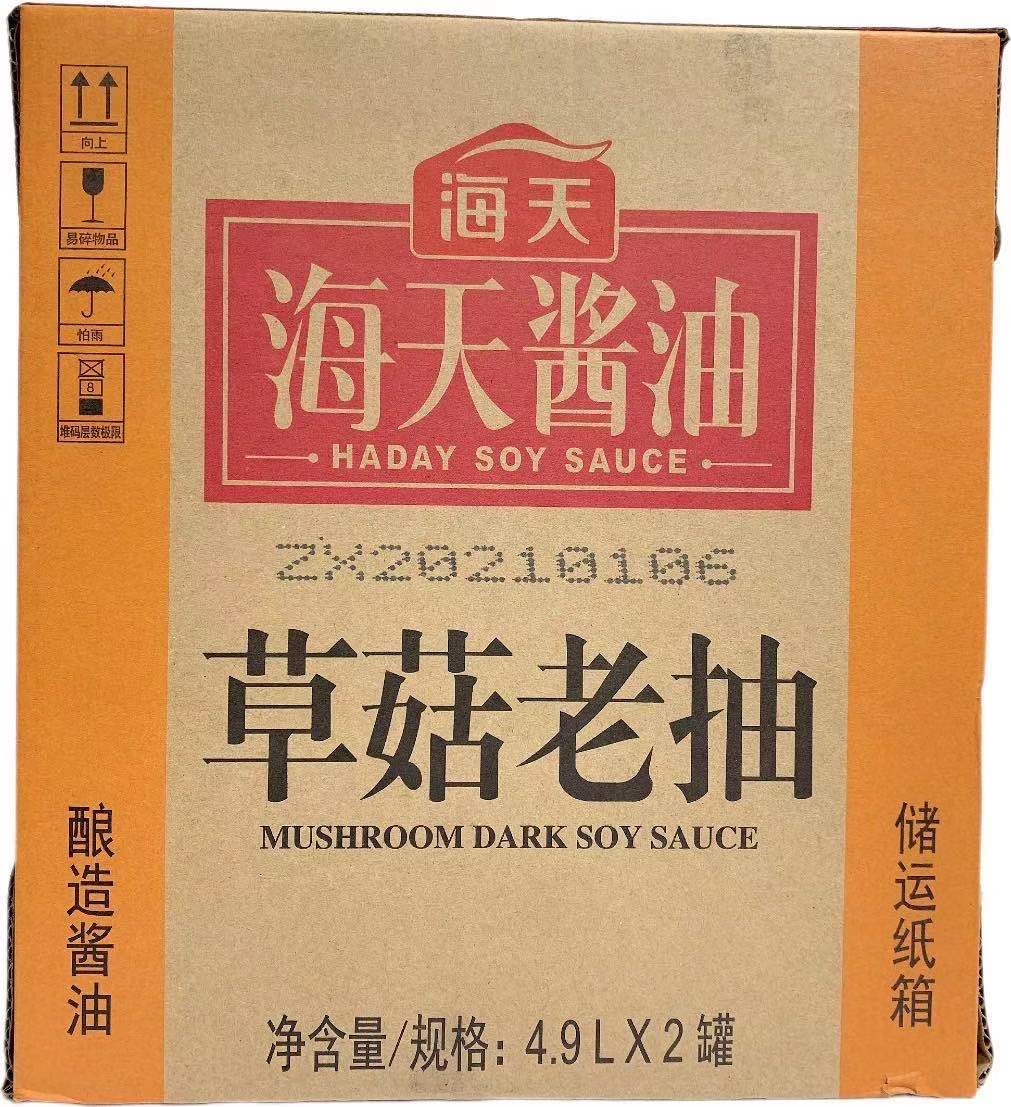 向上
易碎物品
怕雨
8
堆码层数极限
海天
海天酱油
HADAY SOY SAUCE
ZX20210106
草菇老抽
MUSHROOM DARK SOY SAUCE
酿造酱油
储运纸箱
净含量/规格：4.9LX2罐